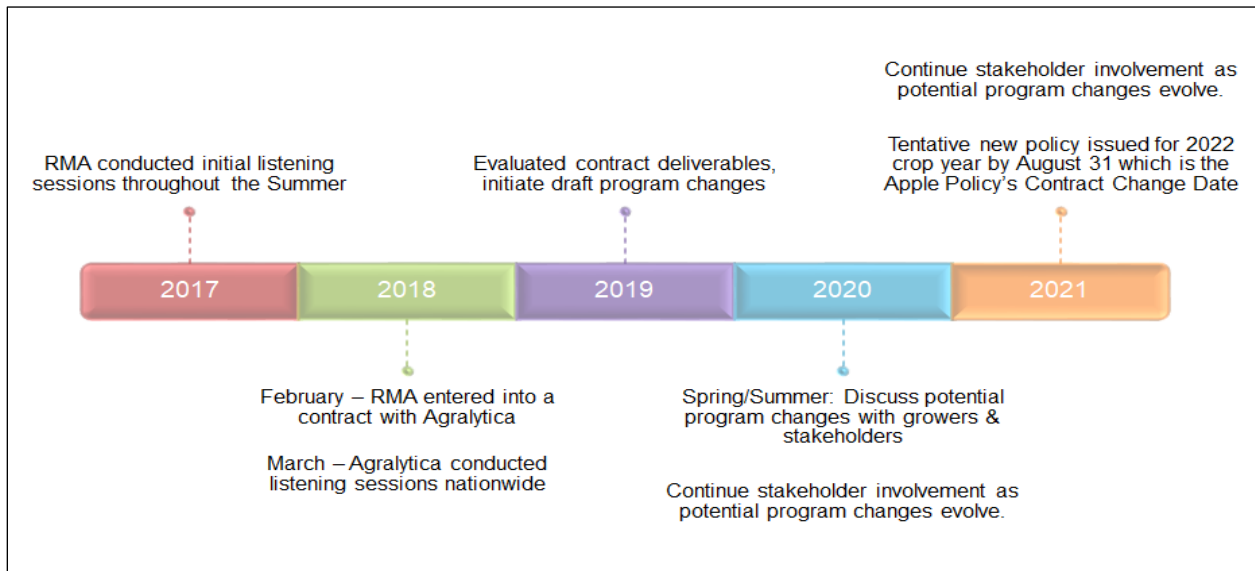 RMA conducted initial listening
sessions throughout the Summer
Evaluated contract deliverables,
initiate draft program changes
Continue stakeholder involvement as
potential program changes evolve.
Tentative new policy issued for 2022
crop year by August 31 which is the
Apple Policy's Contract Change Date
2017
2018
2019
2020
2021
February – RMA entered into a
contract with Agralytica
March – Agralytica conducted
listening sessions nationwide
Spring/Summer: Discuss potential
program changes with growers &
stakeholders
Continue stakeholder involvement as
potential program changes evolve.